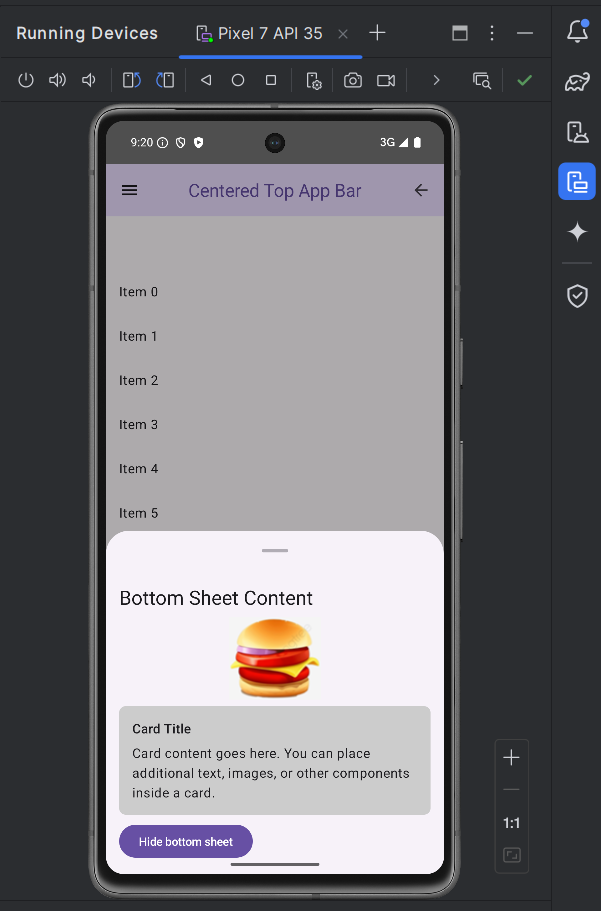 Running Devices
Pixel 7 API 35
9:20
3G
Centered Top App Bar
Item 0
Item 1
Item 2
Item 3
Item 4
Item 5
Bottom Sheet Content
Card Title
Card content goes here. You can place
additional text, images, or other components
inside a card.
Hide bottom sheet
1:1